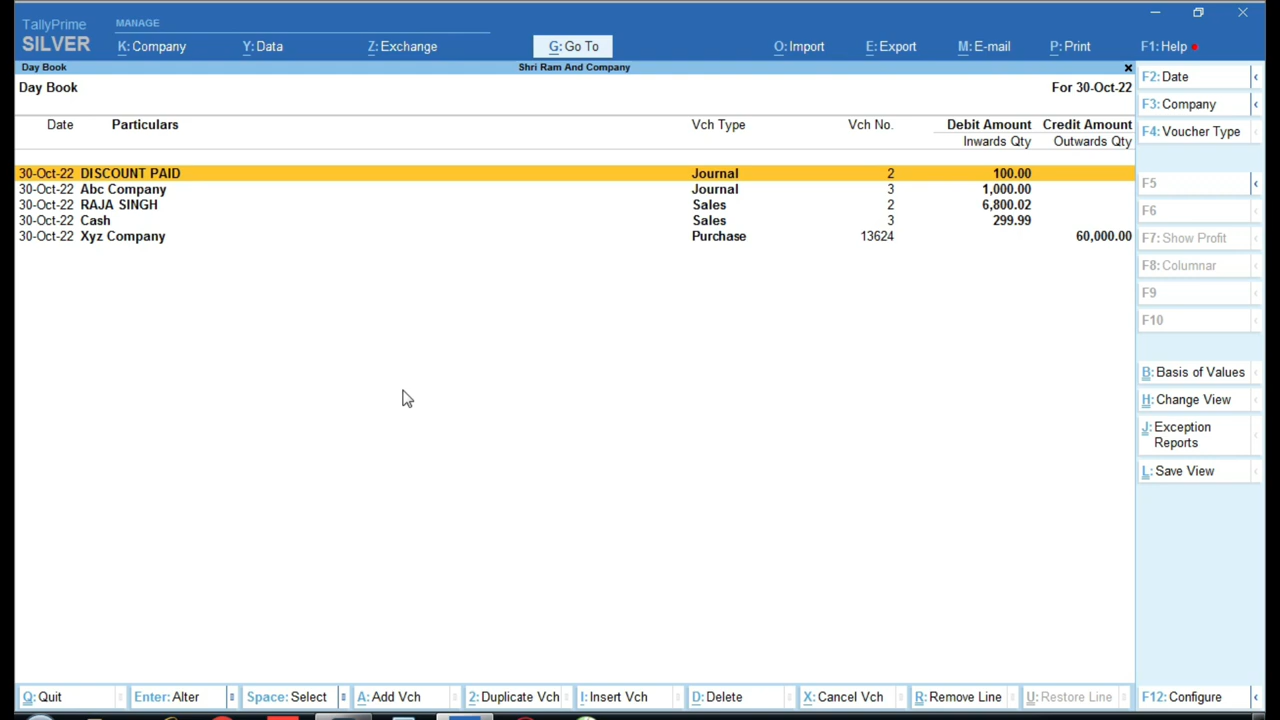 TallyPrime
MANAGE
SILVER
K: Company Y: Data Z: Exchange G: Go To O: Import E: Export M: E-mail P: Print F1: Help
Day Book Shri Ram And Company
Day Book For 30-Oct-22
Date Particulars Vch Type Vch No. Debit Amount Credit Amount
Inwards Qty Outwards Qty
30-Oct-22 DISCOUNT PAID Journal 2 100.00
30-Oct-22 Abc Company Journal 3 1,000.00
30-Oct-22 RAJA SINGH Sales 2 6,800.02
30-Oct-22 Cash Sales 3 299.99
30-Oct-22 Xyz Company Purchase 13624 60,000.00
F2: Date
F3: Company
F4: Voucher Type
F5
F6
F7: Show Profit
F8: Columnar
F9
F10
B: Basis of Values
H: Change View
J: Exception
Reports
L: Save View
Q: Quit Enter: Alter Space: Select A: Add Vch 2: Duplicate Vch I: Insert Vch D: Delete X: Cancel Vch R: Remove Line U: Restore Line F12: Configure